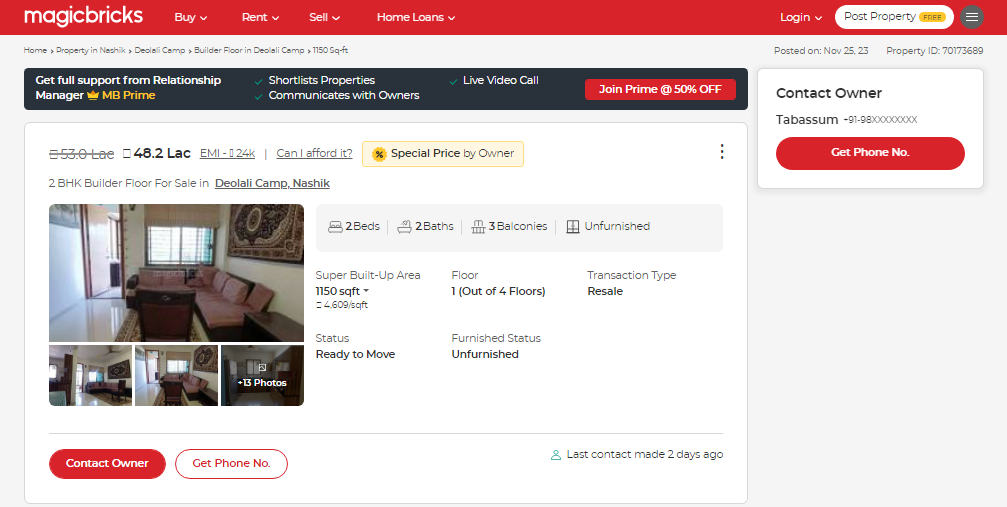 magicbricks
Buy
Rent
Sell
Home Loans
Login
Post Property FREE
Home > Property in Nashik > Deolali Camp > Builder Floor in Deolali Camp > 1150 Sq-ft
Posted on: Nov 25, 23
Property ID: 70173689
Get full support from Relationship
Manager MB Prime
Shortlists Properties
Communicates with Owners
Live Video Call
Join Prime @ 50% OFF
Contact Owner
Tabassum +91-98XXXXXXXX
Get Phone No.
53.0 Lac 48.2 Lac EMI - 24k | Can I afford it? % Special Price by Owner
2 BHK Builder Floor For Sale in Deolali Camp, Nashik
2 Beds
2 Baths
3 Balconies
Unfurnished
Super Built-Up Area
1150 sqft
4,609/sqft
Floor
1 (Out of 4 Floors)
Transaction Type
Resale
Status
Ready to Move
Furnished Status
Unfurnished
+13 Photos
Contact Owner
Get Phone No.
Last contact made 2 days ago